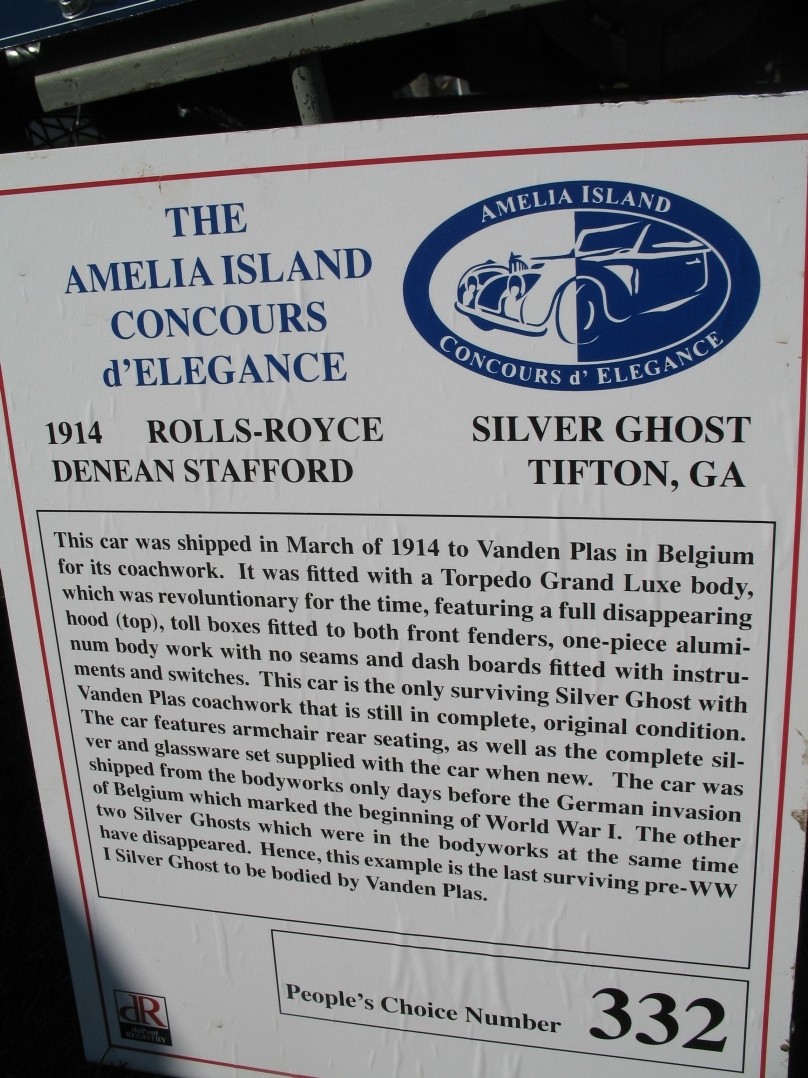 THE
AMELIA ISLAND
CONCOURS
d'ELEGANCE
AMELIA ISLAND
CONCOURS d' ELEGANCE
1914 ROLLS-ROYCE SILVER GHOST
DENEAN STAFFORD TIFTON, GA
This car was shipped in March of 1914 to Vanden Plas in Belgium
for its coachwork. It was fitted with a Torpedo Grand Luxe body,
which was revoluntionary for the time, featuring a full disappearing
hood (top), toll boxes fitted to both front fenders, one-piece alumi-
num body work with no seams and dash boards fitted with instru-
ments and switches. This car is the only surviving Silver Ghost with
Vanden Plas coachwork that is still in complete, original condition.
The car features armchair rear seating, as well as the complete sil-
ver and glassware set supplied with the car when new. The car was
shipped from the bodyworks only days before the German invasion
of Belgium which marked the beginning of World War I. The other
two Silver Ghosts which were in the bodyworks at the same time
have disappeared. Hence, this example is the last surviving pre-WW
I Silver Ghost to be bodied by Vanden Plas.
People's Choice Number 332
dR
duPont
REGISTRY